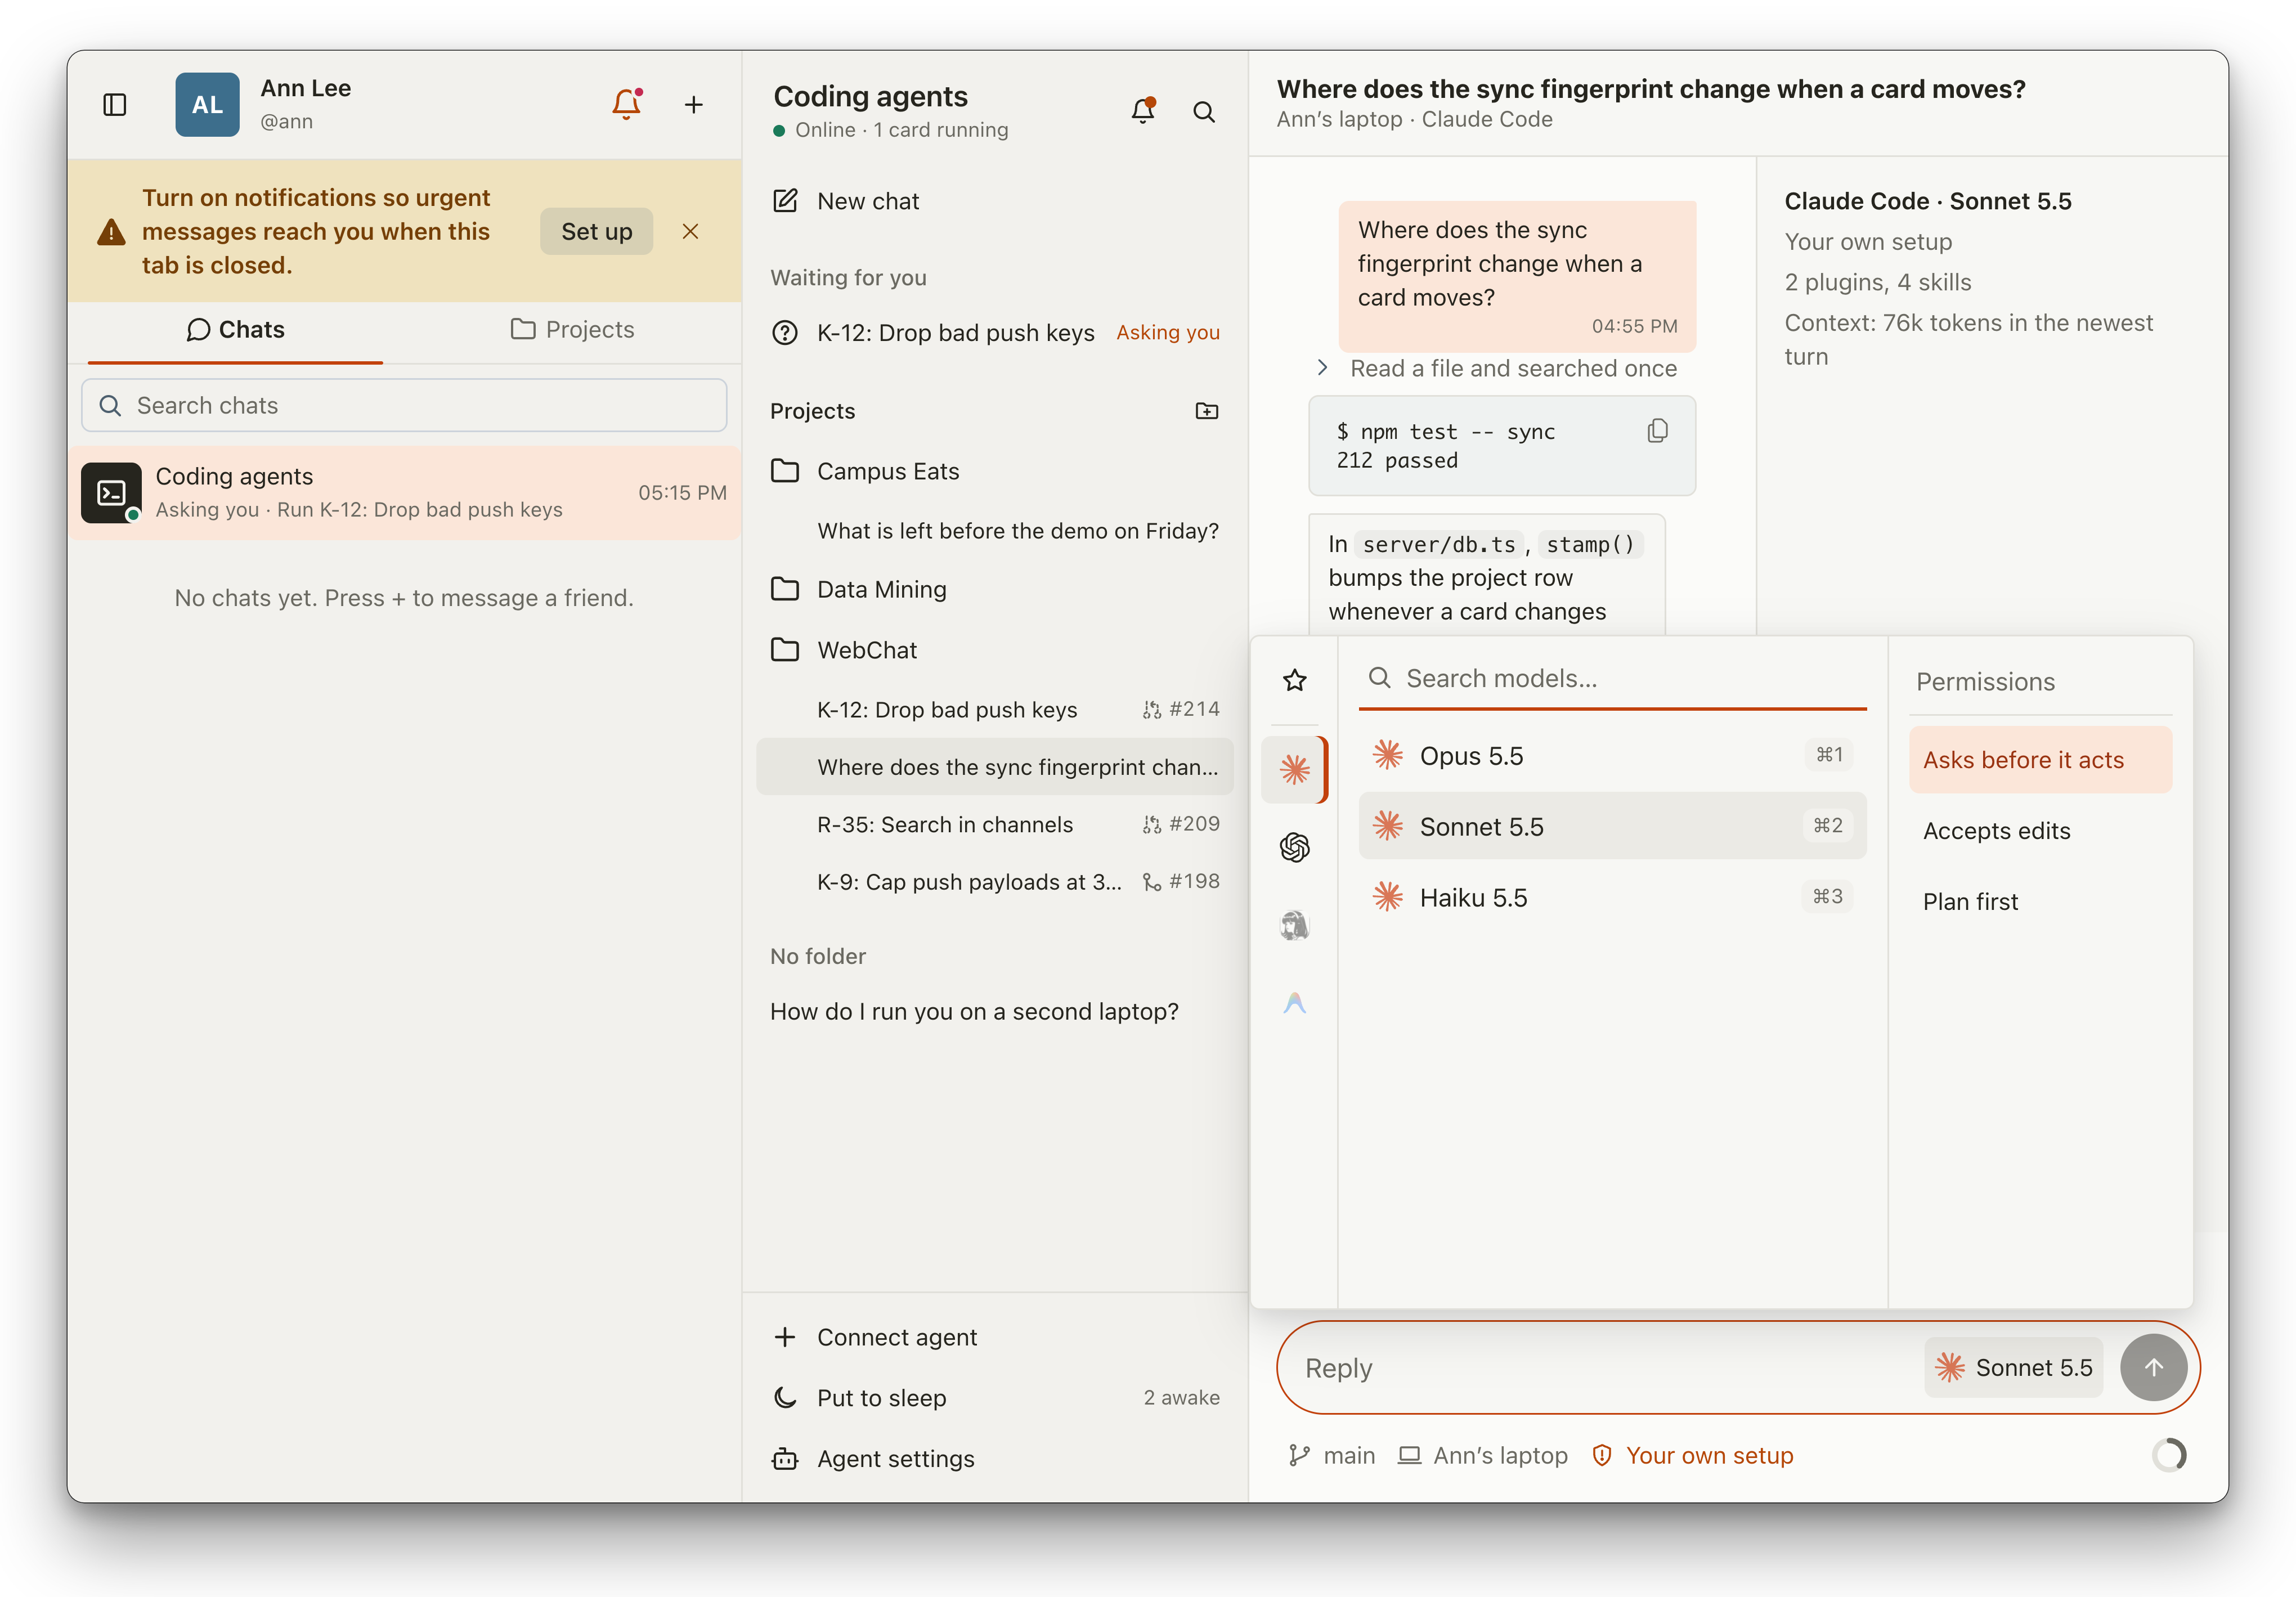 AL
Ann Lee
@ann
Turn on notifications so urgent
messages reach you when this
tab is closed.
Set up
Chats
Projects
Search chats
Coding agents
Asking you · Run K-12: Drop bad push keys
05:15 PM
No chats yet. Press + to message a friend.
Coding agents
Online · 1 card running
New chat
Waiting for you
K-12: Drop bad push keys
Asking you
Projects
Campus Eats
What is left before the demo on Friday?
Data Mining
WebChat
K-12: Drop bad push keys
#214
Where does the sync fingerprint chan...
R-35: Search in channels
#209
K-9: Cap push payloads at 3...
#198
No folder
How do I run you on a second laptop?
Connect agent
Put to sleep
2 awake
Agent settings
Where does the sync fingerprint change when a card moves?
Ann’s laptop · Claude Code
Where does the sync
fingerprint change when a
card moves?
04:55 PM
Read a file and searched once
$ npm test -- sync
212 passed
In server/db.ts, stamp()
bumps the project row
whenever a card changes
Claude Code · Sonnet 5.5
Your own setup
2 plugins, 4 skills
Context: 76k tokens in the newest
turn
Search models...
Opus 5.5
⌘1
Sonnet 5.5
⌘2
Haiku 5.5
⌘3
Permissions
Asks before it acts
Accepts edits
Plan first
Reply
Sonnet 5.5
main
Ann’s laptop
Your own setup